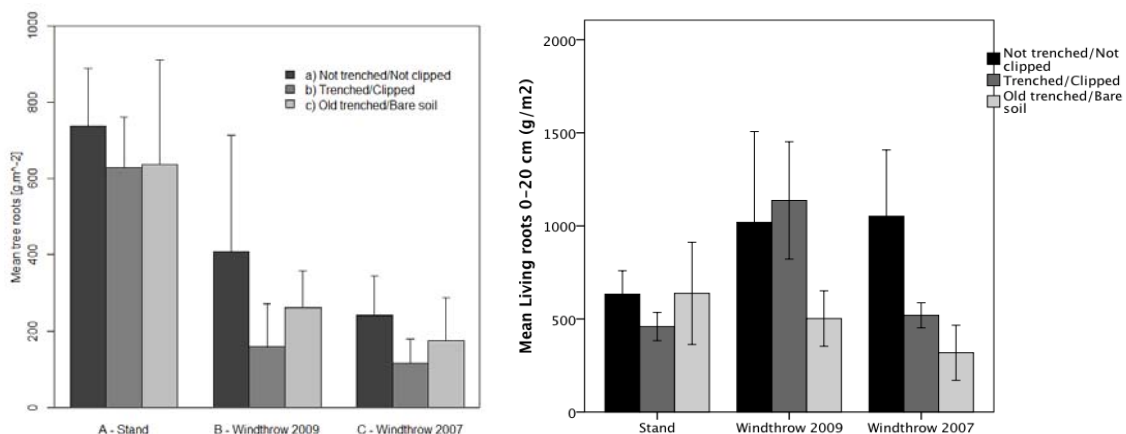 Mean tree roots [g.m^-2]
1000
800
600
400
200
0
a) Not trenched/Not clipped
b) Trenched/Clipped
c) Old trenched/Bare soil
A - Stand
B - Windthrow 2009
C - Windthrow 2007
Mean Living roots 0-20 cm (g/m2)
2000
1500
1000
500
0
Not trenched/Not
clipped
Trenched/Clipped
Old trenched/Bare
soil
Stand
Windthrow 2009
Windthrow 2007